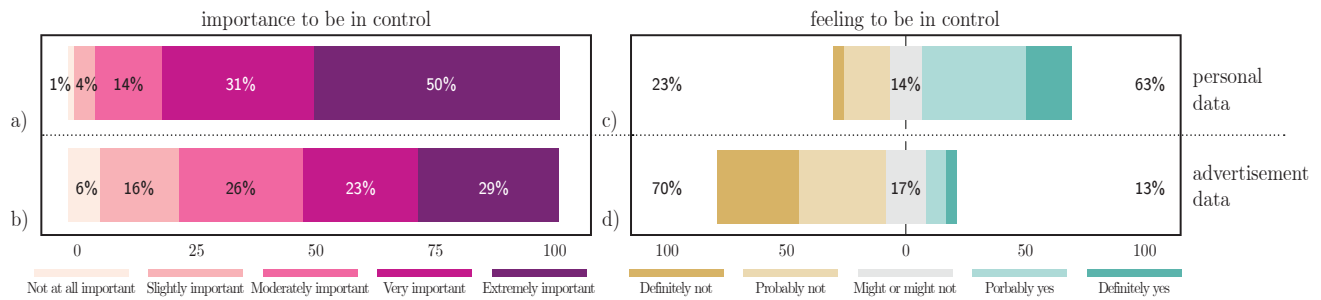 importance to be in control
feeling to be in control
1% 4% 14% 31% 50%
a)
23% 14% 63%
c)
personal
data
6% 16% 26% 23% 29%
b)
70% 17% 13%
d)
advertisement
data
0 25 50 75 100
100 50 0 50 100
Not at all important Slightly important Moderately important Very important Extremely important
Definitely not Probably not Might or might not Porbably yes Definitely yes